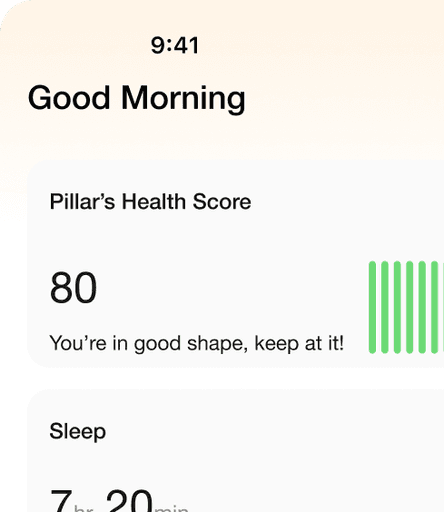 9:41
Good Morning
Pillar’s Health Score
80
You’re in good shape, keep at it!
Sleep
7hr 20min